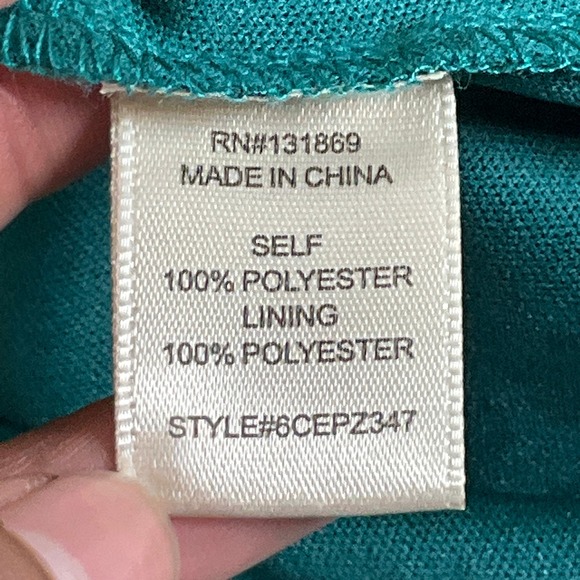 RN#131869
MADE IN CHINA
SELF
100% POLYESTER
LINING
100% POLYESTER
STYLE#6CEPZ347